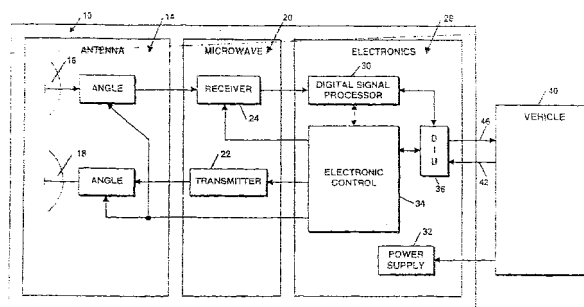 10
ANTENNA
14
16
ANGLE
18
ANGLE
MICROWAVE
20
RECEIVER
24
22
TRANSMITTER
ELECTRONICS
28
30
DIGITAL SIGNAL
PROCESSOR
ELECTRONIC
CONTROL
34
D
I
U
36
32
POWER
SUPPLY
46
42
40
VEHICLE